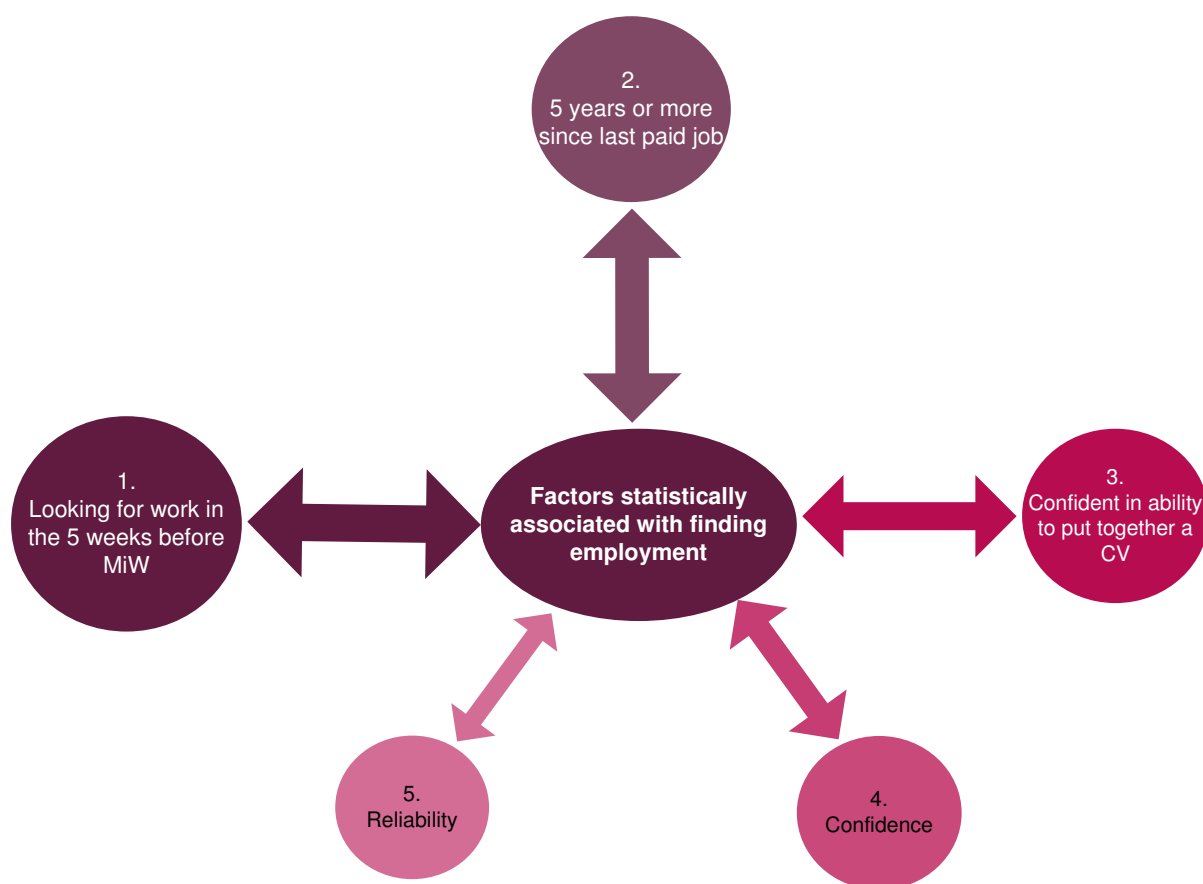 2.
5 years or more
since last paid job
1.
Looking for work in
the 5 weeks before
MiW
Factors statistically
associated with finding
employment
3.
Confident in ability
to put together a
CV
4.
Confidence
5.
Reliability